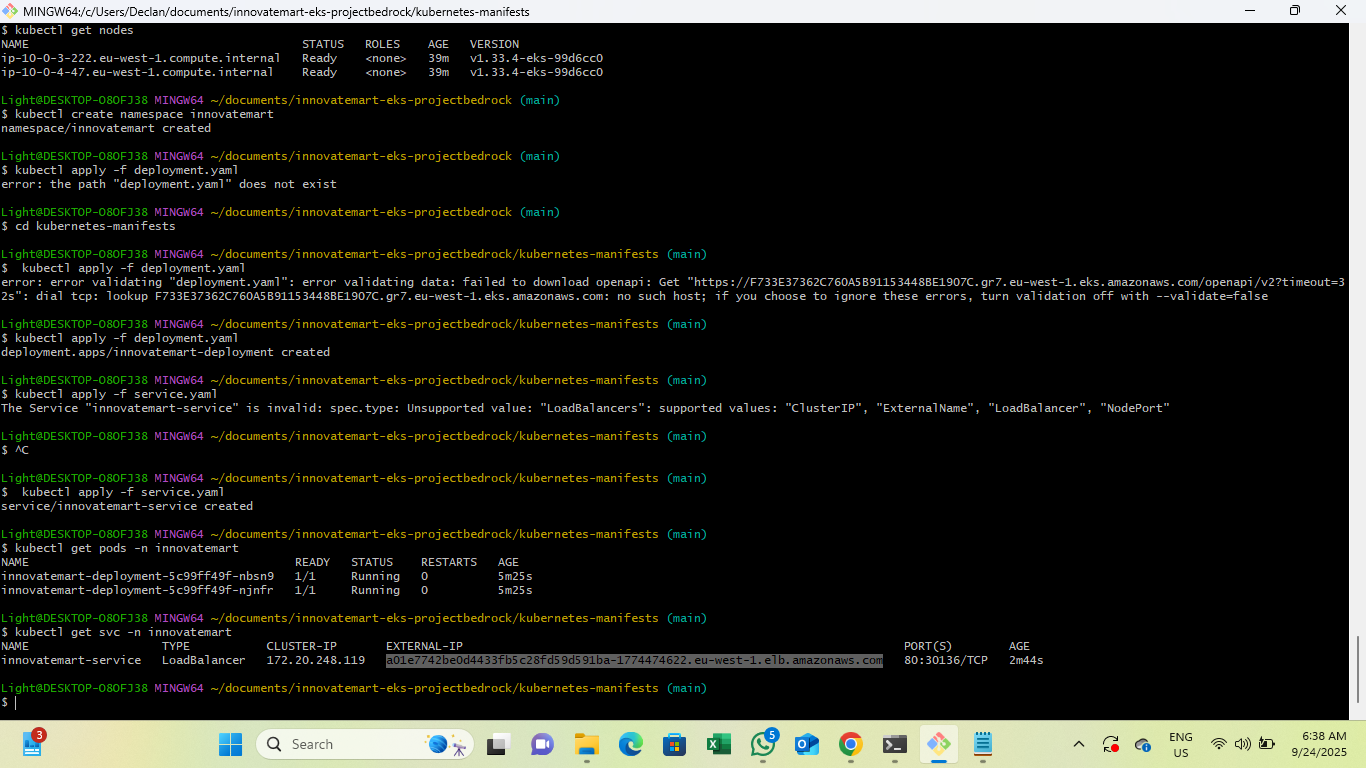 MINGW64:/c/Users/Declan/documents/innovatemart-eks-projectbedrock/kubernetes-manifests
$ kubectl get nodes
NAME STATUS ROLES AGE VERSION
ip-10-0-3-222.eu-west-1.compute.internal Ready <none> 39m v1.33.4-eks-99d6cc0
ip-10-0-4-47.eu-west-1.compute.internal Ready <none> 39m v1.33.4-eks-99d6cc0
Light@DESKTOP-O8OFJ38 MINGW64 ~/documents/innovatemart-eks-projectbedrock (main)
$ kubectl create namespace innovatemart
namespace/innovatemart created
Light@DESKTOP-O8OFJ38 MINGW64 ~/documents/innovatemart-eks-projectbedrock (main)
$ kubectl apply -f deployment.yaml
error: the path "deployment.yaml" does not exist
Light@DESKTOP-O8OFJ38 MINGW64 ~/documents/innovatemart-eks-projectbedrock (main)
$ cd kubernetes-manifests
Light@DESKTOP-O8OFJ38 MINGW64 ~/documents/innovatemart-eks-projectbedrock/kubernetes-manifests (main)
$  kubectl apply -f deployment.yaml
error: error validating "deployment.yaml": error validating data: failed to download openapi: Get "https://F733E37362C760A5B91153448BE1907C.gr7.eu-west-1.eks.amazonaws.com/openapi/v2?timeout=3
2s": dial tcp: lookup F733E37362C760A5B91153448BE1907C.gr7.eu-west-1.eks.amazonaws.com: no such host; if you choose to ignore these errors, turn validation off with --validate=false
Light@DESKTOP-O8OFJ38 MINGW64 ~/documents/innovatemart-eks-projectbedrock/kubernetes-manifests (main)
$ kubectl apply -f deployment.yaml
deployment.apps/innovatemart-deployment created
Light@DESKTOP-O8OFJ38 MINGW64 ~/documents/innovatemart-eks-projectbedrock/kubernetes-manifests (main)
$ kubectl apply -f service.yaml
The Service "innovatemart-service" is invalid: spec.type: Unsupported value: "LoadBalancers": supported values: "ClusterIP", "ExternalName", "LoadBalancer", "NodePort"
Light@DESKTOP-O8OFJ38 MINGW64 ~/documents/innovatemart-eks-projectbedrock/kubernetes-manifests (main)
$ ^C
Light@DESKTOP-O8OFJ38 MINGW64 ~/documents/innovatemart-eks-projectbedrock/kubernetes-manifests (main)
$  kubectl apply -f service.yaml
service/innovatemart-service created
Light@DESKTOP-O8OFJ38 MINGW64 ~/documents/innovatemart-eks-projectbedrock/kubernetes-manifests (main)
$ kubectl get pods -n innovatemart
NAME READY STATUS RESTARTS AGE
innovatemart-deployment-5c99ff49f-nbsn9 1/1 Running 0 5m25s
innovatemart-deployment-5c99ff49f-njnfr 1/1 Running 0 5m25s
Light@DESKTOP-O8OFJ38 MINGW64 ~/documents/innovatemart-eks-projectbedrock/kubernetes-manifests (main)
$ kubectl get svc -n innovatemart
NAME TYPE CLUSTER-IP EXTERNAL-IP PORT(S) AGE
innovatemart-service LoadBalancer 172.20.248.119 a01e7742be0d4433fb5c28fd59d591ba-1774474622.eu-west-1.elb.amazonaws.com 80:30136/TCP 2m44s
Light@DESKTOP-O8OFJ38 MINGW64 ~/documents/innovatemart-eks-projectbedrock/kubernetes-manifests (main)
$
3
Search
5
ENG
US
6:38 AM
9/24/2025